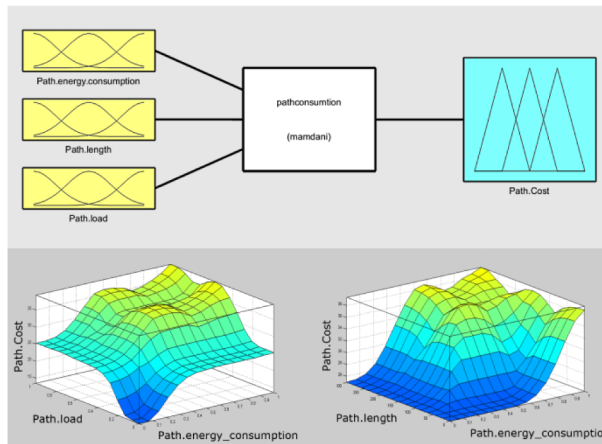 Path.energy.consumption
pathconsumtion
(mamdani)
Path.length
Path.load
Path.Cost
Path.Cost
Path.load
Path.energy_consumption
Path.Cost
Path.length
Path.energy_consumption